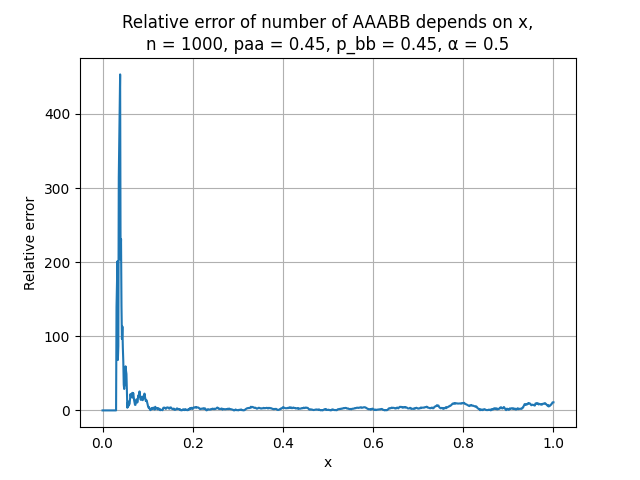 Relative error of number of AAABB depends on x,
n = 1000, paa = 0.45, p_bb = 0.45, α = 0.5
Relative error
400
300
200
100
0
0.0 0.2 0.4 0.6 0.8 1.0
x